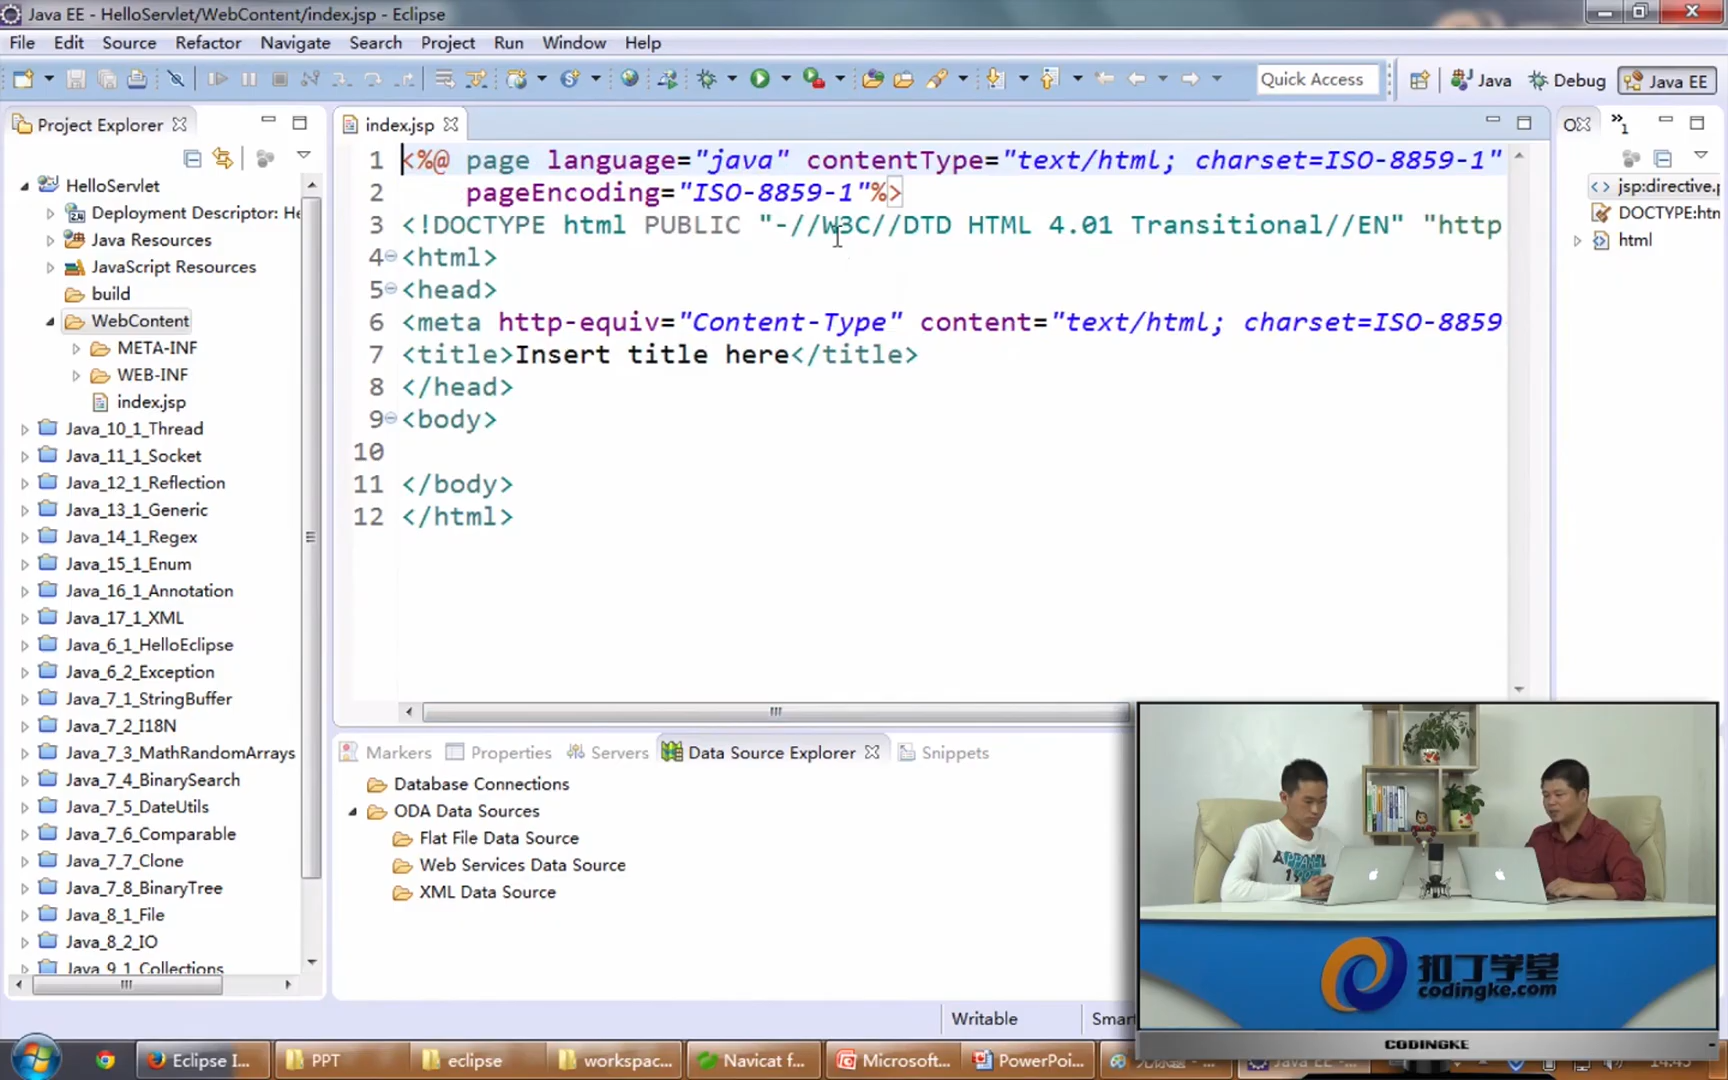 Java EE - HelloServlet/WebContent/index.jsp - Eclipse
File Edit Source Refactor Navigate Search Project Run Window Help
Quick Access Java Debug Java EE
Project Explorer
HelloServlet
Deployment Descriptor: He
Java Resources
JavaScript Resources
build
WebContent
META-INF
WEB-INF
index.jsp
Java_10_1_Thread
Java_11_1_Socket
Java_12_1_Reflection
Java_13_1_Generic
Java_14_1_Regex
Java_15_1_Enum
Java_16_1_Annotation
Java_17_1_XML
Java_6_1_HelloEclipse
Java_6_2_Exception
Java_7_1_StringBuffer
Java_7_2_I18N
Java_7_3_MathRandomArrays
Java_7_4_BinarySearch
Java_7_5_DateUtils
Java_7_6_Comparable
Java_7_7_Clone
Java_7_8_BinaryTree
Java_8_1_File
Java_8_2_IO
Java_9_1_Collections
index.jsp
1 <%@ page language="java" contentType="text/html; charset=ISO-8859-1"
2 pageEncoding="ISO-8859-1"%>
3 <!DOCTYPE html PUBLIC "-//W3C//DTD HTML 4.01 Transitional//EN" "http
4 <html>
5 <head>
6 <meta http-equiv="Content-Type" content="text/html; charset=ISO-8859
7 <title>Insert title here</title>
8 </head>
9 <body>
10
11 </body>
12 </html>
jsp:directive.p
DOCTYPE:htn
html
Markers Properties Servers Data Source Explorer Snippets
Database Connections
ODA Data Sources
Flat File Data Source
Web Services Data Source
XML Data Source
扣丁学堂
codingke.com
CODINGKE
Writable Smar
Eclipse I... PPT eclipse workspac... Navicat f... Microsoft... PowerPoi... Java EE -...